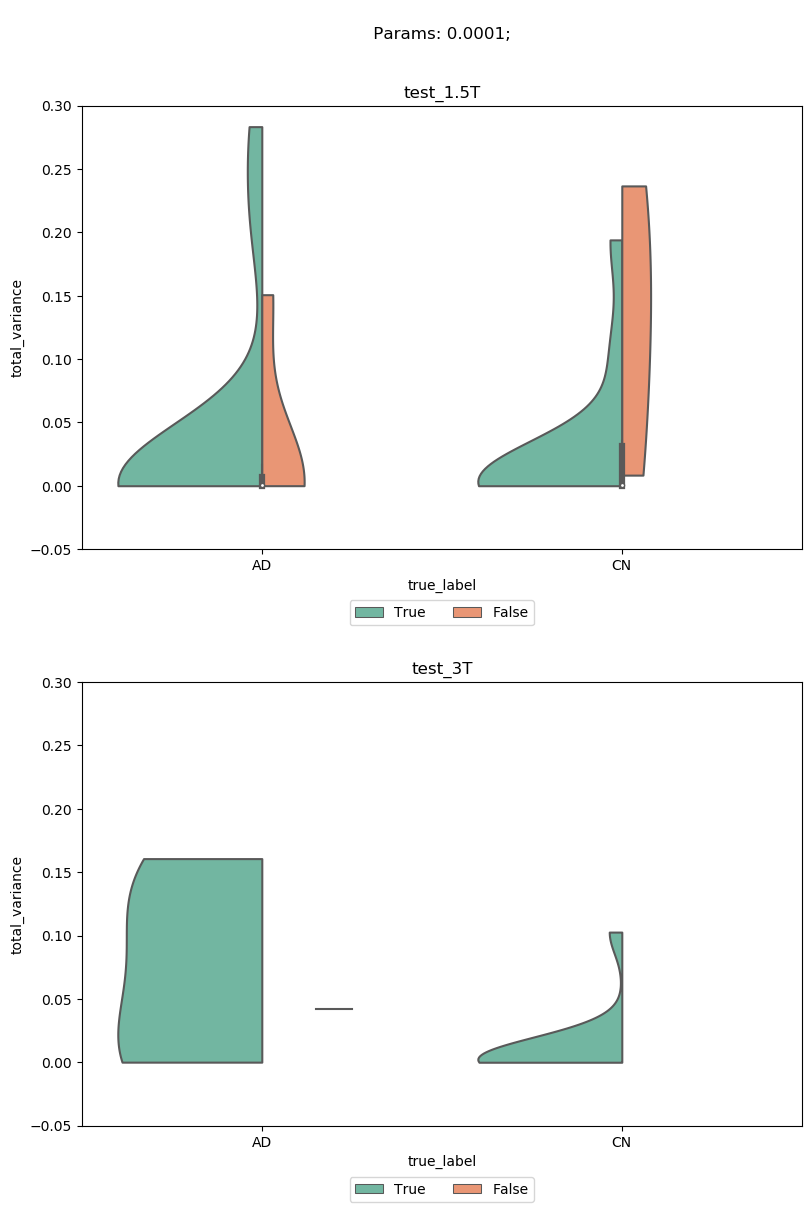 Params: 0.0001;
test_1.5T
0.30
0.25
0.20
0.15
0.10
0.05
0.00
−0.05
total_variance
AD CN
true_label
True False
test_3T
0.30
0.25
0.20
0.15
0.10
0.05
0.00
−0.05
total_variance
AD CN
true_label
True False